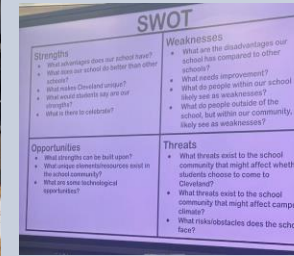 SWOT
Strengths
• What advantages does our school have?
• What does our school do better than other
schools?
• What makes Cleveland unique?
• What would students say are our
strengths?
• What is there to celebrate?
Weaknesses
• What are the disadvantages our
school has compared to other
schools?
• What needs improvement?
• What do people within our school
likely see as weaknesses?
• What do people outside of the
school, but within our community,
likely see as weaknesses?
Opportunities
• What strengths can be built upon?
• What unique elements/resources exist in
the school community?
• What are some technological
opportunities?
Threats
• What threats exist to the school
community that might affect wheth
students choose to come to
Cleveland?
• What threats exist to the school
community that might affect camp
climate?
• What risks/obstacles does the scho
face?